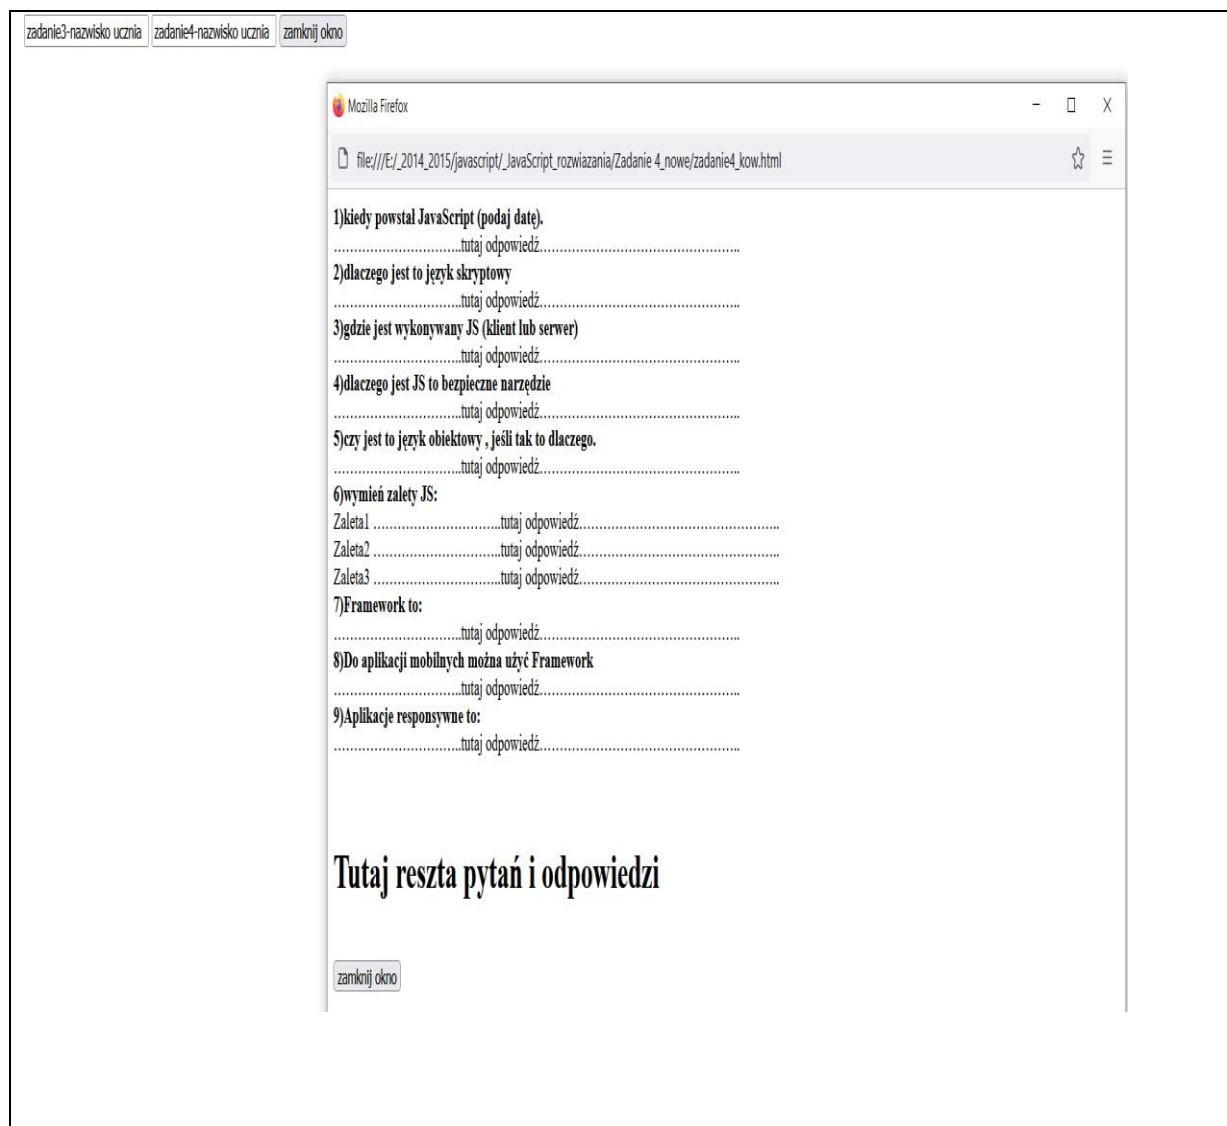 zadanie3-nazwisko ucznia zadanie4-nazwisko ucznia zamknij okno
Mozilla Firefox
file:///E:/_2014_2015/javascript/_JavaScript_rozwiazania/Zadanie 4_nowe/zadanie4_kow.html
1)kiedy powstał JavaScript (podaj datę).
…………………………..tutaj odpowiedź…………………………………………..
2)dlaczego jest to język skryptowy
…………………………..tutaj odpowiedź…………………………………………..
3)gdzie jest wykonywany JS (klient lub serwer)
…………………………..tutaj odpowiedź…………………………………………..
4)dlaczego jest JS to bezpieczne narzędzie
…………………………..tutaj odpowiedź…………………………………………..
5)czy jest to język obiektowy , jeśli tak to dlaczego.
…………………………..tutaj odpowiedź…………………………………………..
6)wymień zalety JS:
Zaleta1 …………………………..tutaj odpowiedź…………………………………………..
Zaleta2 …………………………..tutaj odpowiedź…………………………………………..
Zaleta3 …………………………..tutaj odpowiedź…………………………………………..
7)Framework to:
…………………………..tutaj odpowiedź…………………………………………..
8)Do aplikacji mobilnych można użyć Framework
…………………………..tutaj odpowiedź…………………………………………..
9)Aplikacje responsywne to:
…………………………..tutaj odpowiedź…………………………………………..
Tutaj reszta pytań i odpowiedzi
zamknij okno